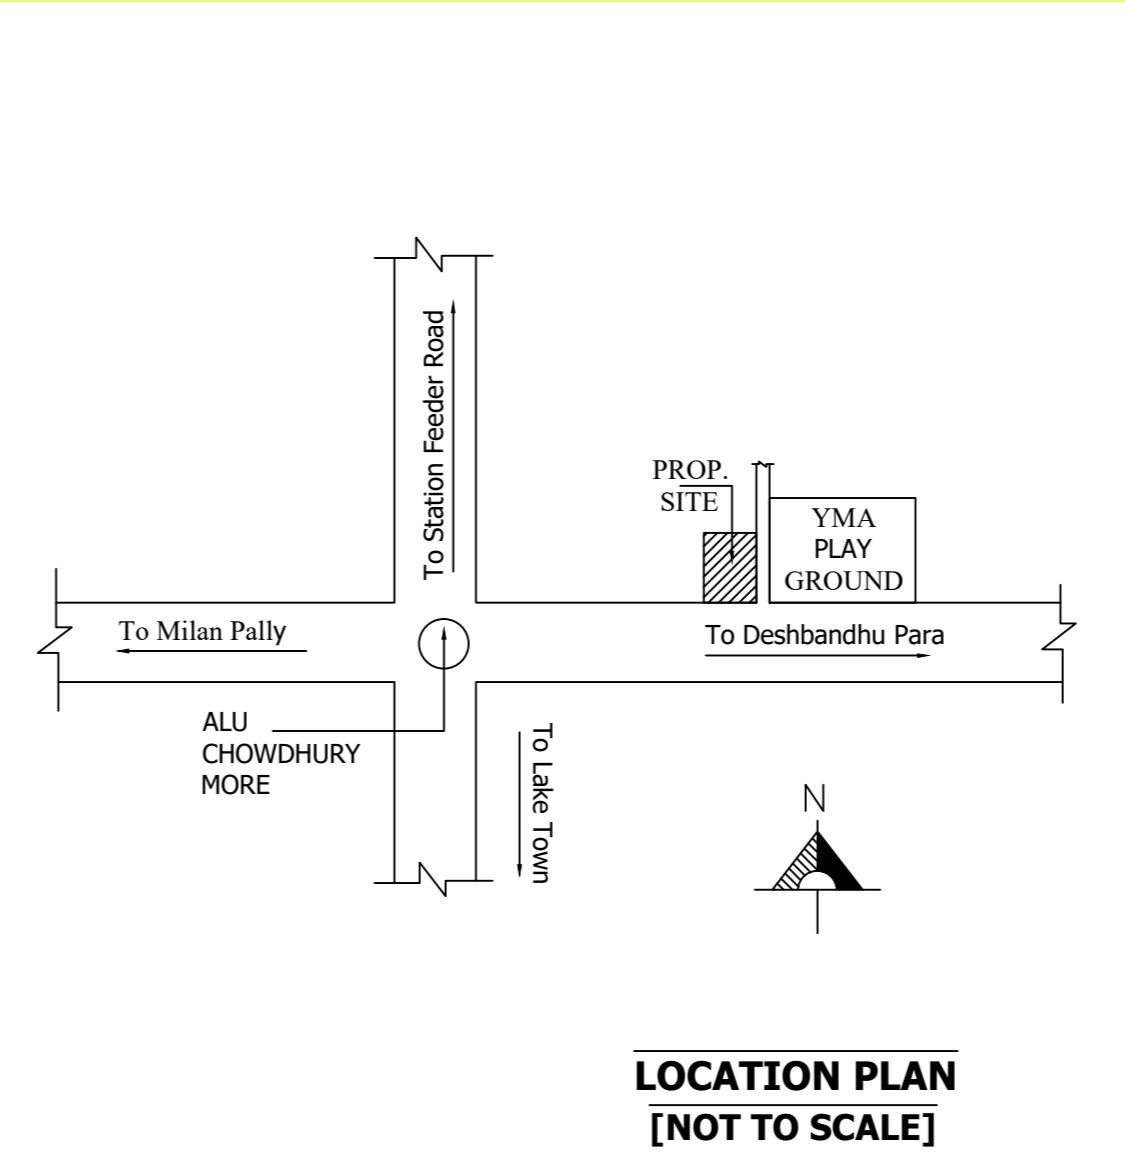 To Station Feeder Road
PROP.
SITE
YMA
PLAY
GROUND
To Milan Pally
To Deshbandhu Para
ALU
CHOWDHURY
MORE
To Lake Town
N
LOCATION PLAN
[NOT TO SCALE]